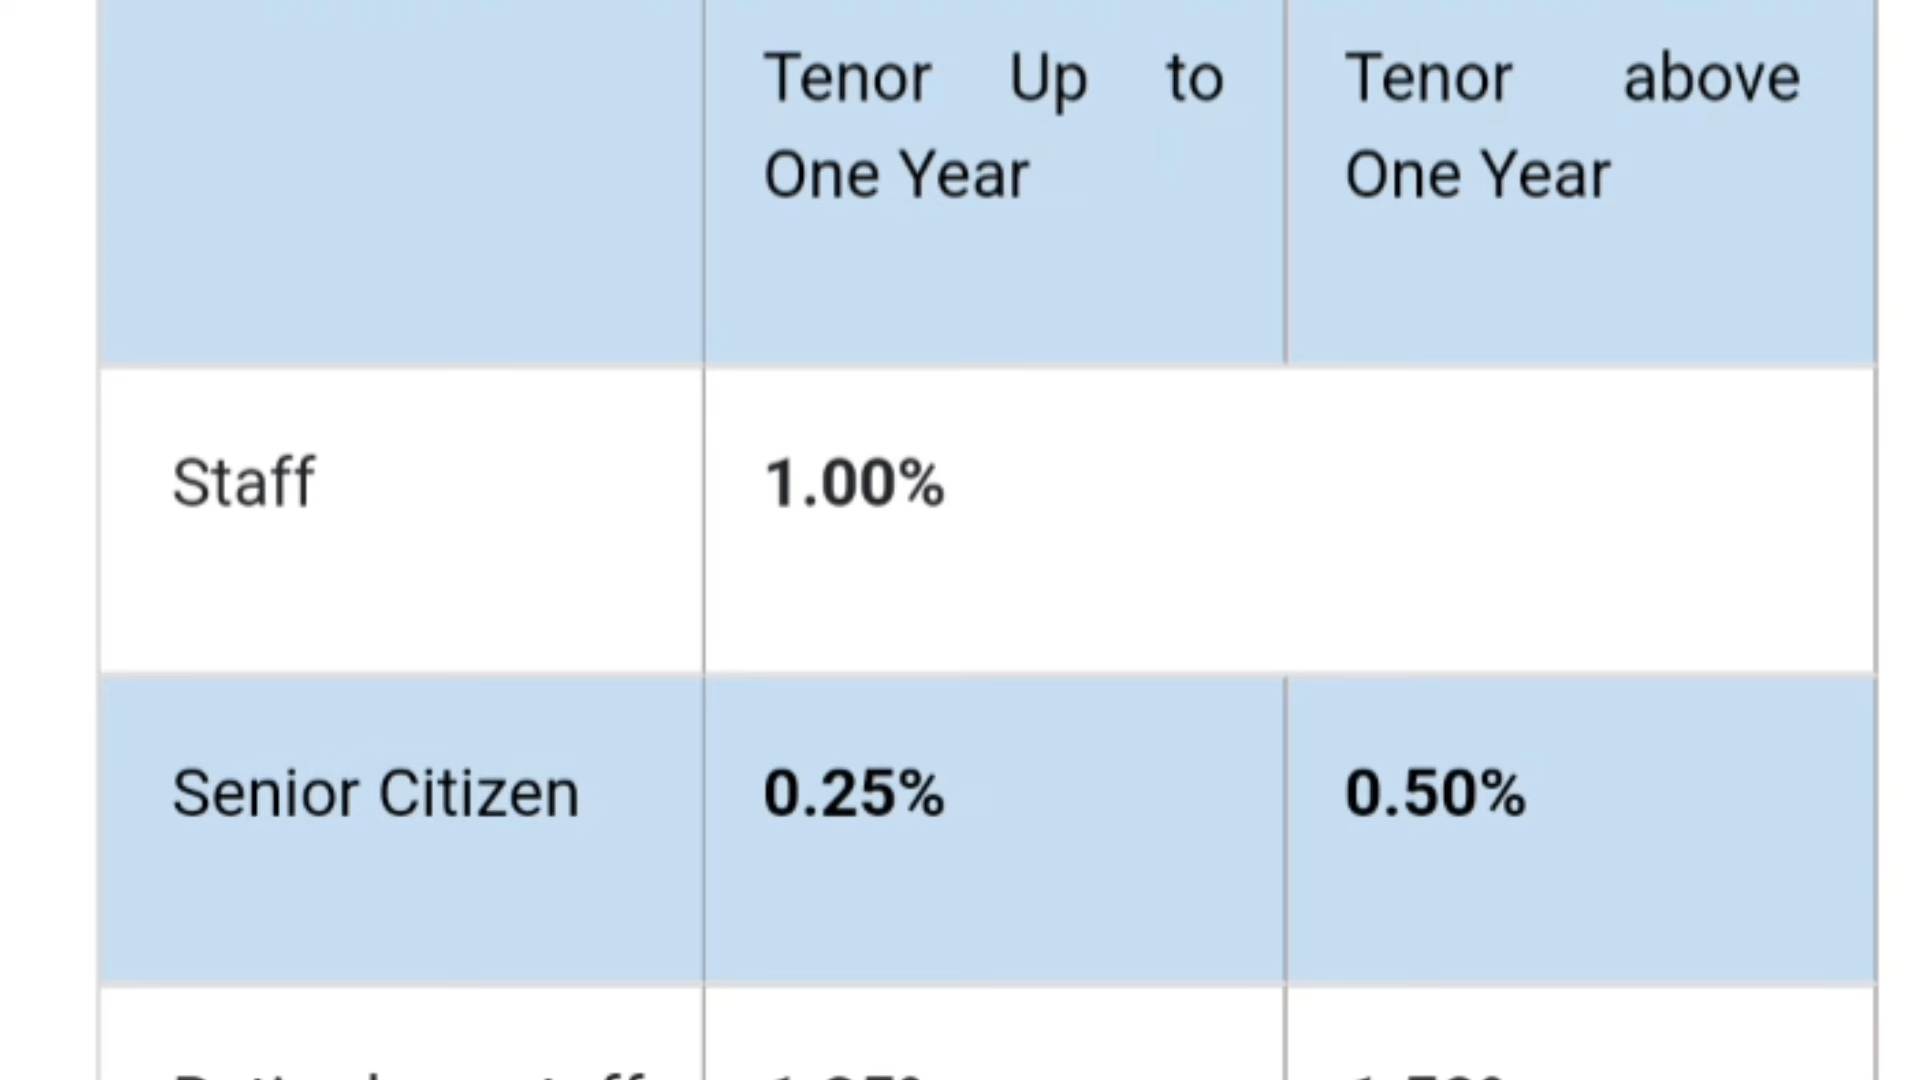 Tenor Up to Tenor above
One Year One Year
Staff 1.00%
Senior Citizen 0.25% 0.50%